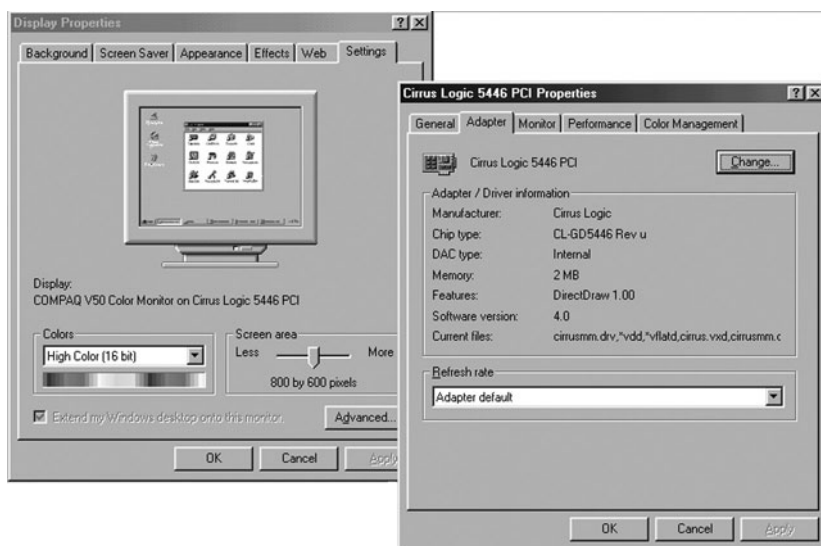 Display Properties
Background Screen Saver Appearance Effects Web Settings
Display:
COMPAQ V50 Color Monitor on Cirrus Logic 5446 PCI
Colors
High Color (16 bit)
Screen area
Less More
800 by 600 pixels
Extend my Windows desktop onto this monitor.
Advanced...
OK Cancel Apply
Cirrus Logic 5446 PCI Properties
General Adapter Monitor Performance Color Management
Cirrus Logic 5446 PCI
Change...
Adapter / Driver information
Manufacturer: Cirrus Logic
Chip type: CL-GD5446 Rev u
DAC type: Internal
Memory: 2 MB
Features: DirectDraw 1.00
Software version: 4.0
Current files: cirrusmm.drv,*vdd,*vflatd,cirrus.vxd,cirrusmm.c
Refresh rate
Adapter default
OK Cancel Apply